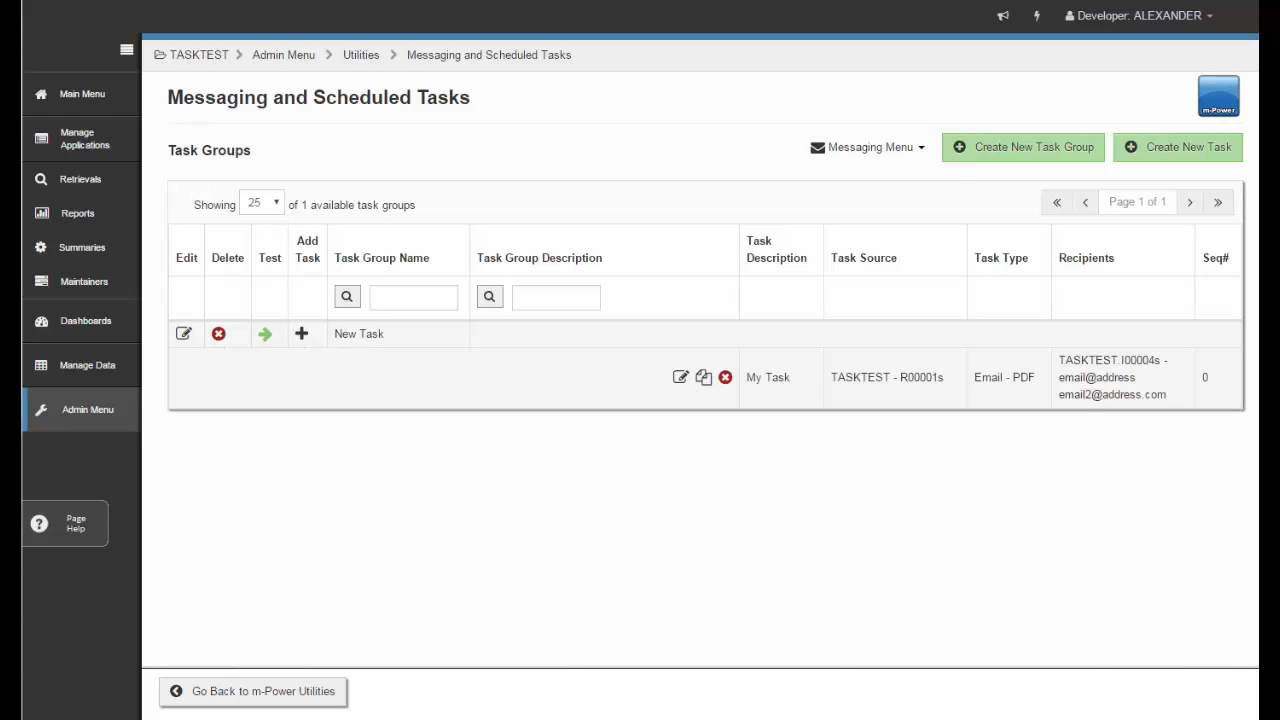 Developer: ALEXANDER
TASKTEST
Admin Menu
Utilities
Messaging and Scheduled Tasks
Main Menu
Manage
Applications
Retrievals
Reports
Summaries
Maintainers
Dashboards
Manage Data
Admin Menu
Page
Help
Messaging and Scheduled Tasks
m-Power
Task Groups
Messaging Menu
Create New Task Group
Create New Task
Showing 25 of 1 available task groups
Page 1 of 1
Edit
Delete
Test
Add
Task
Task Group Name
Task Group Description
Task
Description
Task Source
Task Type
Recipients
Seq#
New Task
My Task
TASKTEST - R00001s
Email - PDF
TASKTEST I00004s -
email@address
email2@address.com
0
Go Back to m-Power Utilities